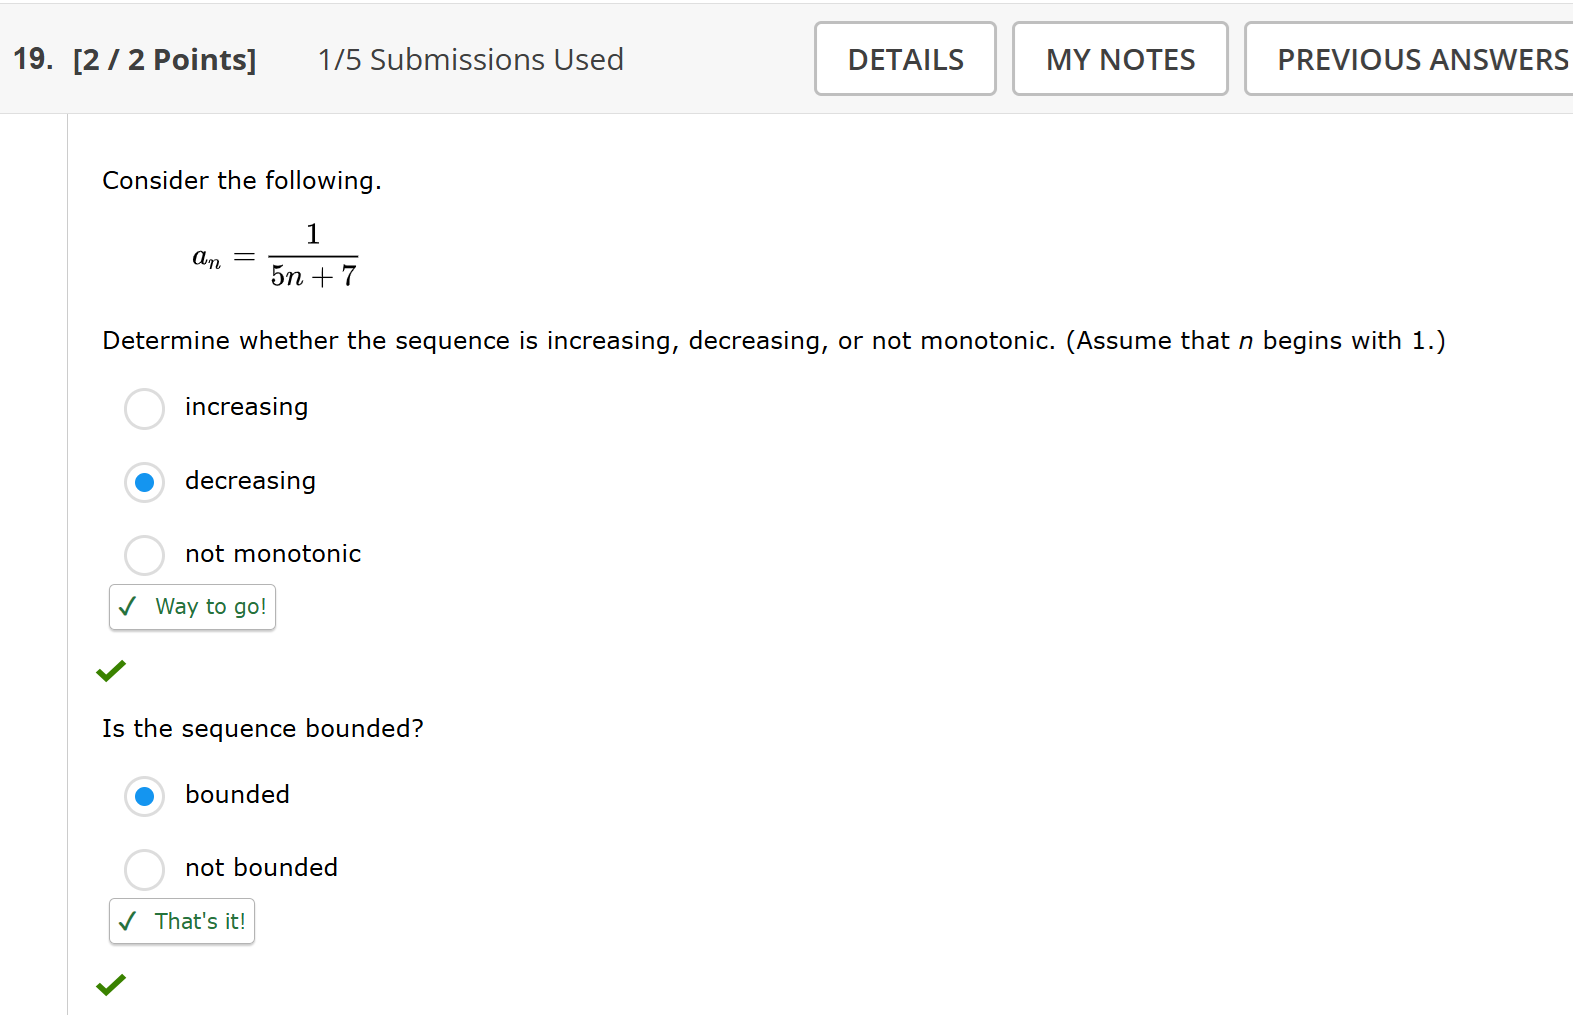 19. [2 / 2 Points] 1/5 Submissions Used DETAILS MY NOTES PREVIOUS ANSWERS
Consider the following.
aₙ = 1/(5n + 7)
Determine whether the sequence is increasing, decreasing, or not monotonic. (Assume that n begins with 1.)
increasing
decreasing
not monotonic
✓ Way to go!
Is the sequence bounded?
bounded
not bounded
✓ That's it!